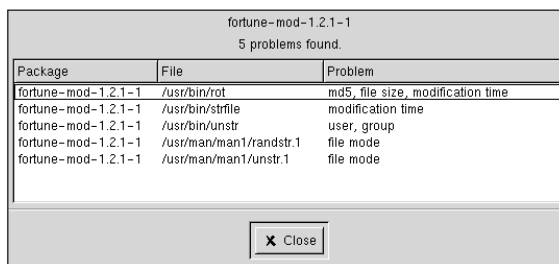 fortune-mod-1.2.1-1
5 problems found.
Package File Problem
fortune-mod-1.2.1-1 /usr/bin/rot md5, file size, modification time
fortune-mod-1.2.1-1 /usr/bin/strfile modification time
fortune-mod-1.2.1-1 /usr/bin/unstr user, group
fortune-mod-1.2.1-1 /usr/man/man1/randstr.1 file mode
fortune-mod-1.2.1-1 /usr/man/man1/unstr.1 file mode
Close